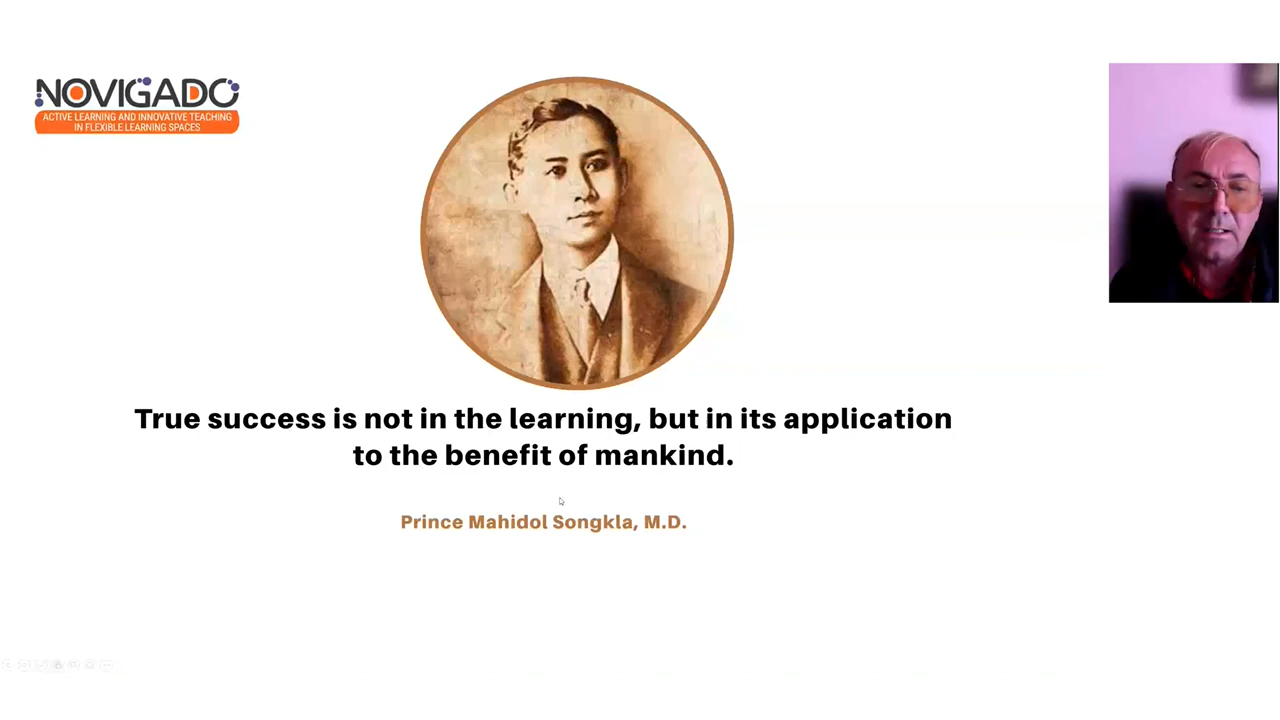 NOVIGADO
ACTIVE LEARNING AND INNOVATIVE TEACHING
IN FLEXIBLE LEARNING SPACES
True success is not in the learning, but in its application
to the benefit of mankind.
Prince Mahidol Songkla, M.D.